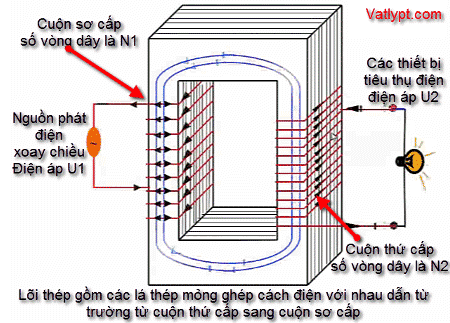 Vatlypt.com
Cuộn sơ cấp
số vòng dây là N1
Các thiết bị
tiêu thụ điện
điện áp U2
Nguồn phát
điện
xoay chiều
Điện áp U1
Cuộn thứ cấp
số vòng dây là N2
Lõi thép gồm các lá thép mỏng ghép cách điện với nhau dẫn từ
trường từ cuộn thứ cấp sang cuộn sơ cấp